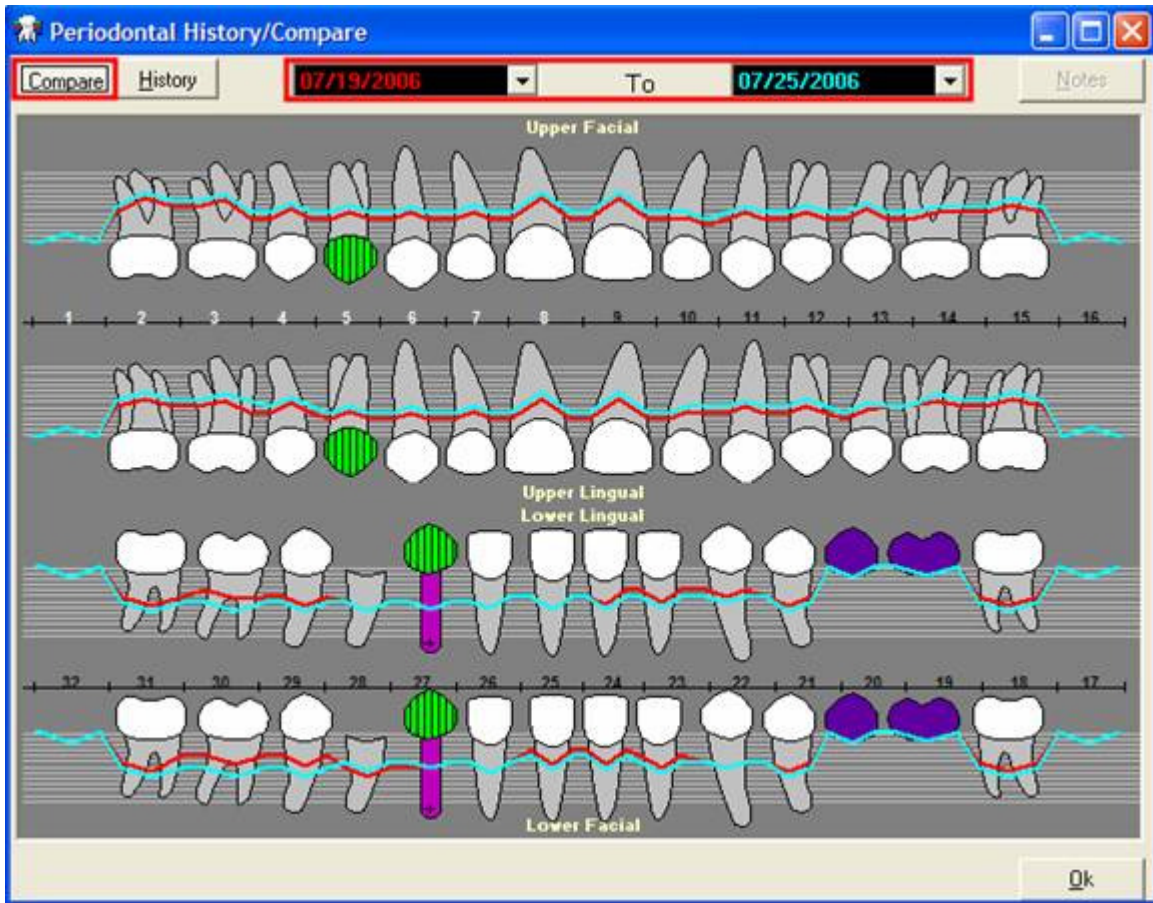 Periodontal History/Compare
Compare History 07/19/2006 To 07/25/2006 Notes
Upper Facial
1 2 3 4 5 6 7 8 9 10 11 12 13 14 15 16
Upper Lingual
Lower Lingual
32 31 30 29 28 27 26 25 24 23 22 21 20 19 18 17
Lower Facial
Ok